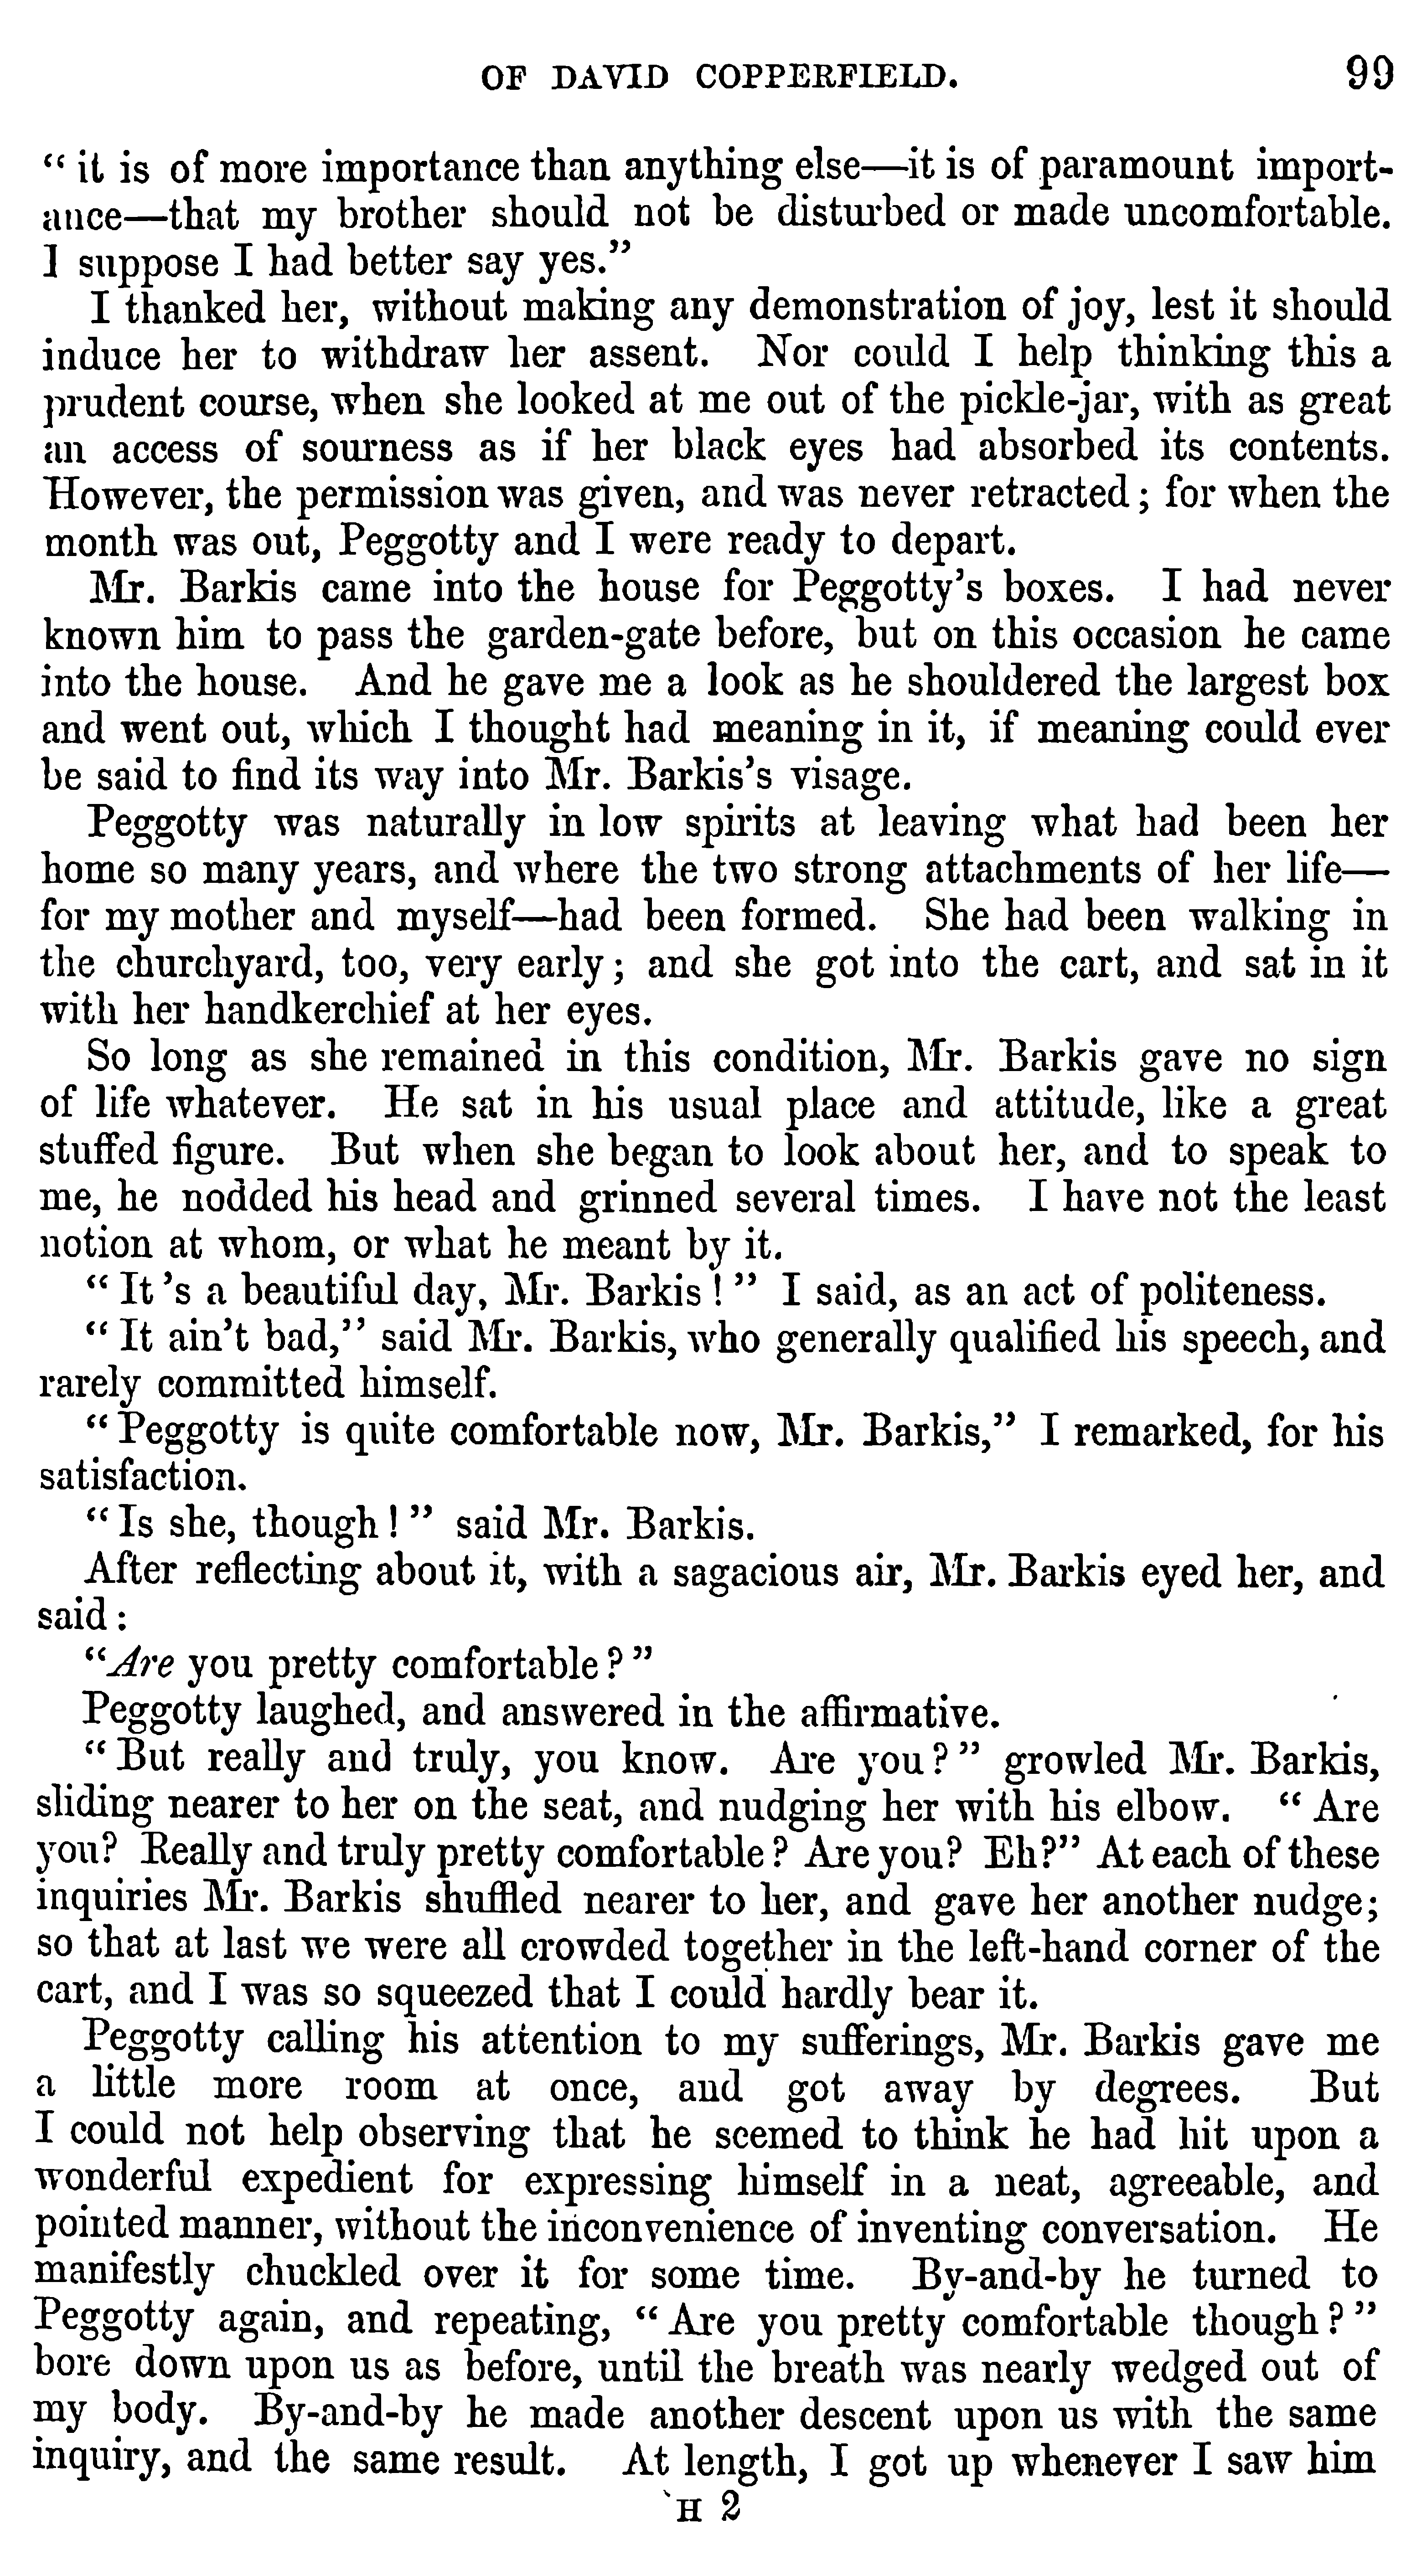 OF DAVID COPPERFIELD. 99
“ it is of more importance than anything else—it is of paramount import-
ance—that my brother should not be disturbed or made uncomfortable.
I suppose I had better say yes.”
I thanked her, without making any demonstration of joy, lest it should
induce her to withdraw her assent. Nor could I help thinking this a
prudent course, when she looked at me out of the pickle-jar, with as great
an access of sourness as if her black eyes had absorbed its contents.
However, the permission was given, and was never retracted ; for when the
month was out, Peggotty and I were ready to depart.
Mr. Barkis came into the house for Peggotty’s boxes. I had never
known him to pass the garden-gate before, but on this occasion he came
into the house. And he gave me a look as he shouldered the largest box
and went out, which I thought had meaning in it, if meaning could ever
be said to find its way into Mr. Barkis’s visage.
Peggotty was naturally in low spirits at leaving what had been her
home so many years, and where the two strong attachments of her life—
for my mother and myself—had been formed. She had been walking in
the churchyard, too, very early ; and she got into the cart, and sat in it
with her handkerchief at her eyes.
So long as she remained in this condition, Mr. Barkis gave no sign
of life whatever. He sat in his usual place and attitude, like a great
stuffed figure. But when she began to look about her, and to speak to
me, he nodded his head and grinned several times. I have not the least
notion at whom, or what he meant by it.
“ It ’s a beautiful day, Mr. Barkis ! ” I said, as an act of politeness.
“ It ain’t bad,” said Mr. Barkis, who generally qualified his speech, and
rarely committed himself.
“ Peggotty is quite comfortable now, Mr. Barkis,” I remarked, for his
satisfaction.
“ Is she, though ! ” said Mr. Barkis.
After reflecting about it, with a sagacious air, Mr. Barkis eyed her, and
said :
“Are you pretty comfortable ? ”
Peggotty laughed, and answered in the affirmative.
“ But really and truly, you know. Are you ? ” growled Mr. Barkis,
sliding nearer to her on the seat, and nudging her with his elbow. “ Are
you? Really and truly pretty comfortable ? Are you? Eh?” At each of these
inquiries Mr. Barkis shuffled nearer to her, and gave her another nudge;
so that at last we were all crowded together in the left-hand corner of the
cart, and I was so squeezed that I could hardly bear it.
Peggotty calling his attention to my sufferings, Mr. Barkis gave me
a little more room at once, and got away by degrees. But
I could not help observing that he seemed to think he had hit upon a
wonderful expedient for expressing himself in a neat, agreeable, and
pointed manner, without the inconvenience of inventing conversation. He
manifestly chuckled over it for some time. By-and-by he turned to
Peggotty again, and repeating, “ Are you pretty comfortable though ? ”
bore down upon us as before, until the breath was nearly wedged out of
my body. By-and-by he made another descent upon us with the same
inquiry, and the same result. At length, I got up whenever I saw him
H 2